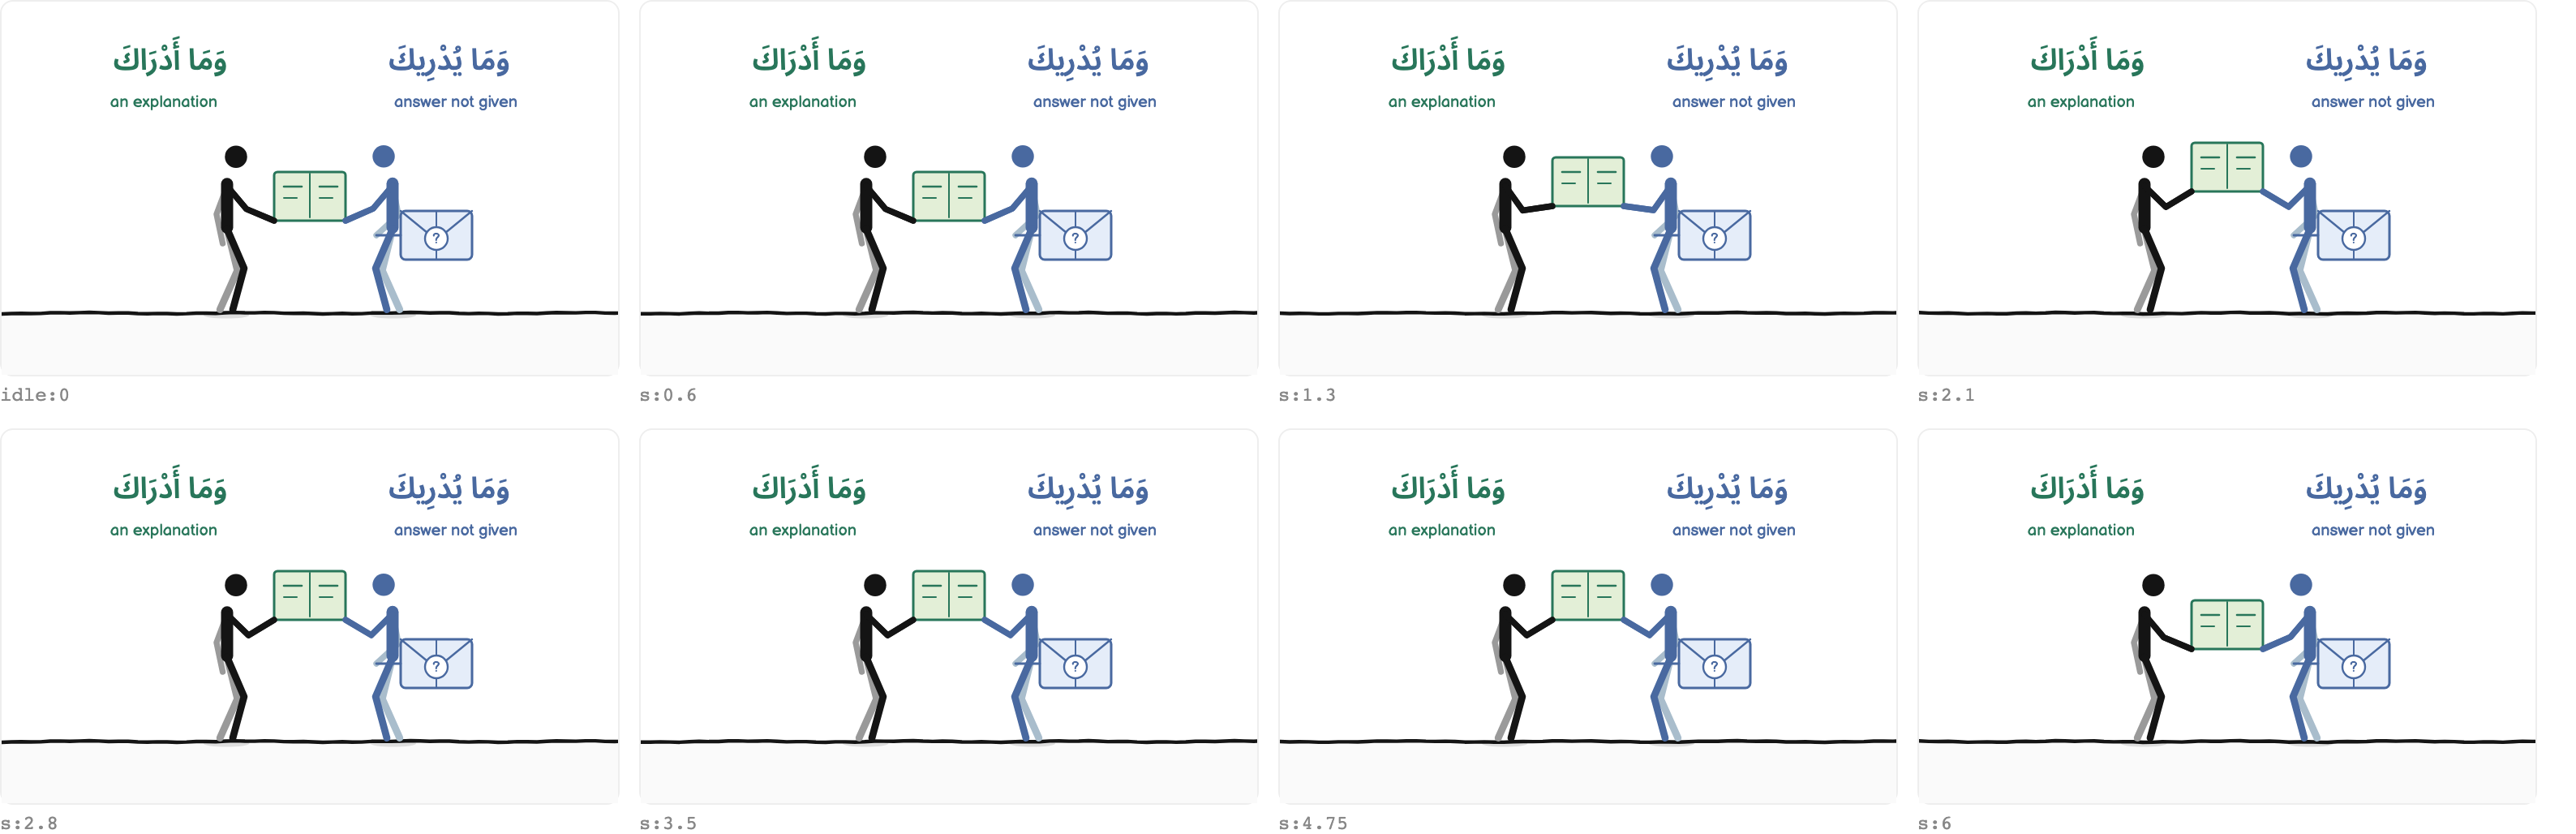 وَمَا أَدْرَاكَ
وَمَا يُدْرِيكَ
an explanation
answer not given
?
idle:0
وَمَا أَدْرَاكَ
وَمَا يُدْرِيكَ
an explanation
answer not given
?
s:0.6
وَمَا أَدْرَاكَ
وَمَا يُدْرِيكَ
an explanation
answer not given
?
s:1.3
وَمَا أَدْرَاكَ
وَمَا يُدْرِيكَ
an explanation
answer not given
?
s:2.1
وَمَا أَدْرَاكَ
وَمَا يُدْرِيكَ
an explanation
answer not given
?
s:2.8
وَمَا أَدْرَاكَ
وَمَا يُدْرِيكَ
an explanation
answer not given
?
s:3.5
وَمَا أَدْرَاكَ
وَمَا يُدْرِيكَ
an explanation
answer not given
?
s:4.75
وَمَا أَدْرَاكَ
وَمَا يُدْرِيكَ
an explanation
answer not given
?
s:6